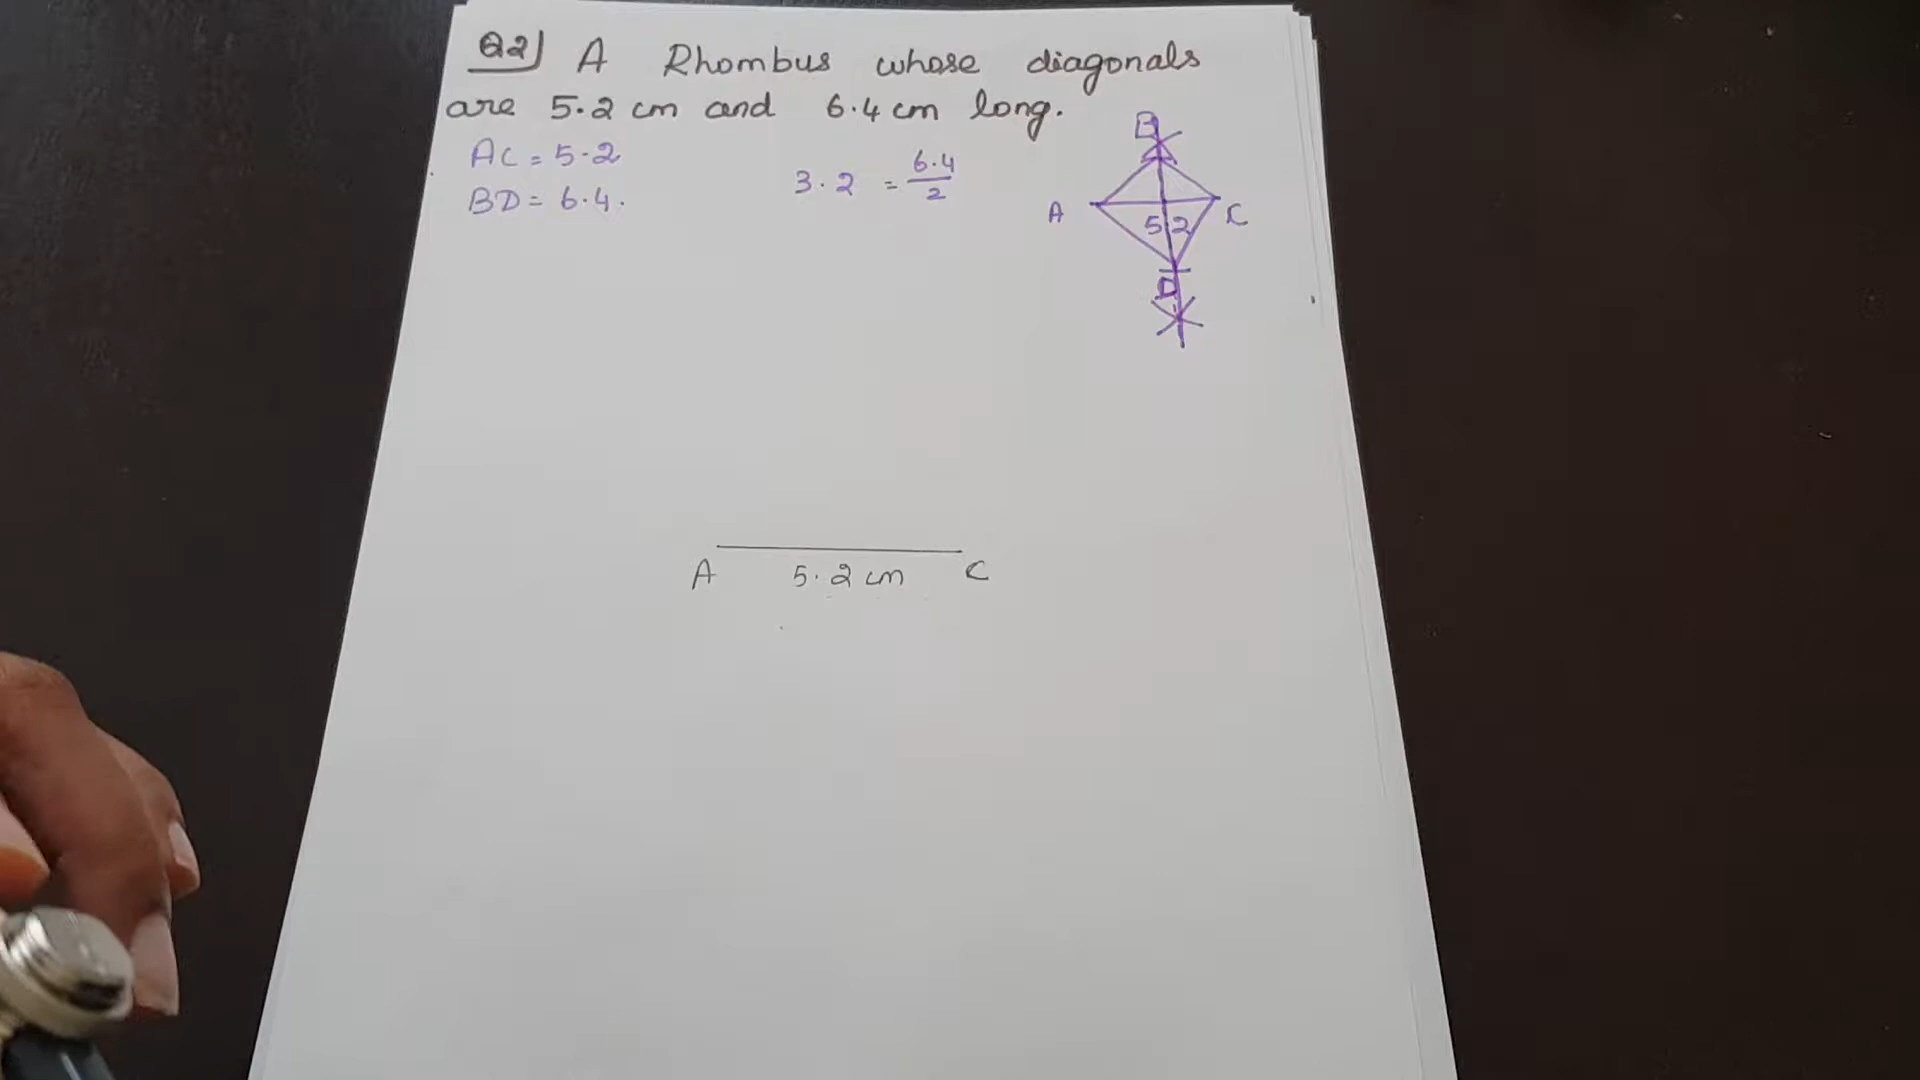 Q2) A Rhombus whose diagonals
are 5.2 cm and 6.4 cm long.
AC = 5.2
BD = 6.4.
3.2 = 6.4/2
B
A
C
5.2
D
A 5.2 cm C